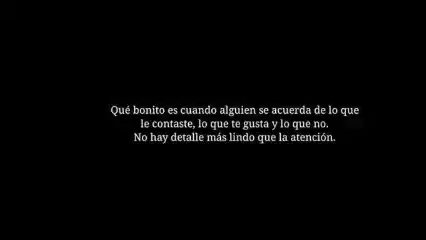 Qué bonito es cuando alguien se acuerda de lo que
le contaste, lo que te gusta y lo que no.
No hay detalle más lindo que la atención.